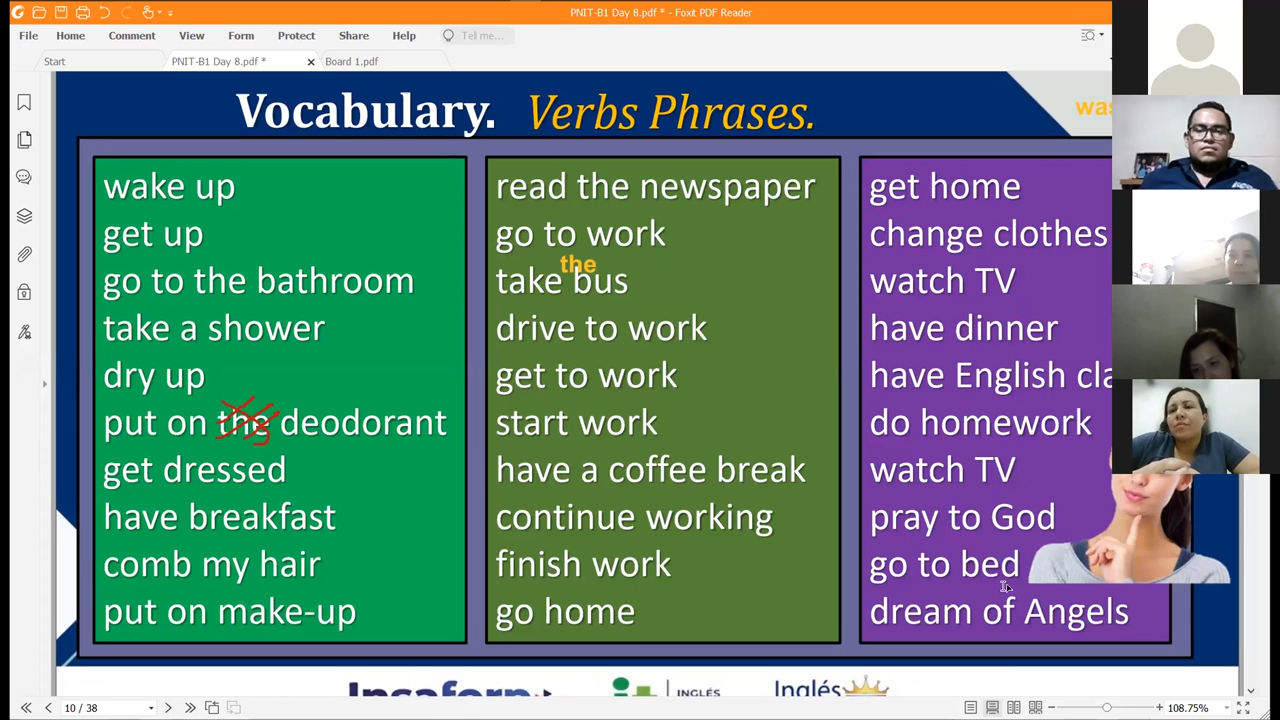 PNIT-B1 Day 8.pdf * - Foxit PDF Reader
File Home Comment View Form Protect Share Help Tell me...
Start PNIT-B1 Day 8.pdf * Board 1.pdf
Vocabulary. Verbs Phrases.
was
wake up
get up
go to the bathroom
take a shower
dry up
put on the deodorant
get dressed
have breakfast
comb my hair
put on make-up
read the newspaper
go to work
the
take bus
drive to work
get to work
start work
have a coffee break
continue working
finish work
go home
get home
change clothes
watch TV
have dinner
have English cla
do homework
watch TV
pray to God
go to bed
dream of Angels
Insaforp
INGLÉS
Inglés
10 / 38
108.75%